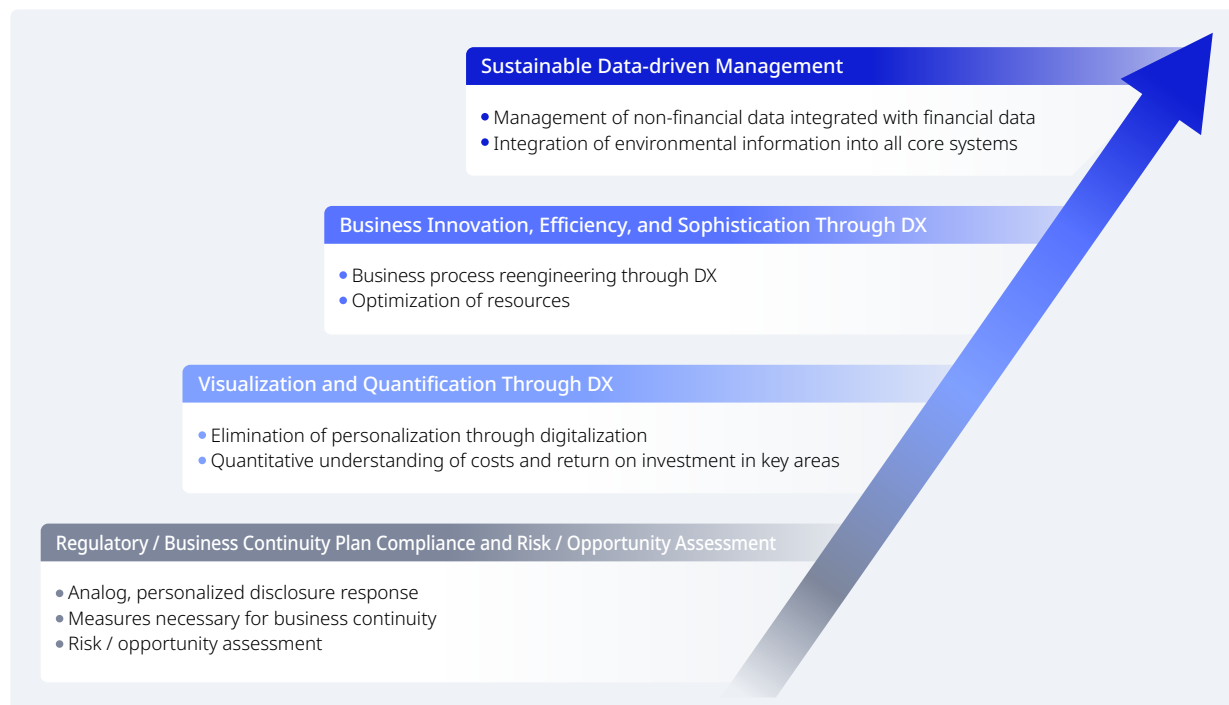 Sustainable Data-driven Management
• Management of non-financial data integrated with financial data
• Integration of environmental information into all core systems
Business Innovation, Efficiency, and Sophistication Through DX
• Business process reengineering through DX
• Optimization of resources
Visualization and Quantification Through DX
• Elimination of personalization through digitalization
• Quantitative understanding of costs and return on investment in key areas
Regulatory / Business Continuity Plan Compliance and Risk / Opportunity Assessment
• Analog, personalized disclosure response
• Measures necessary for business continuity
• Risk / opportunity assessment